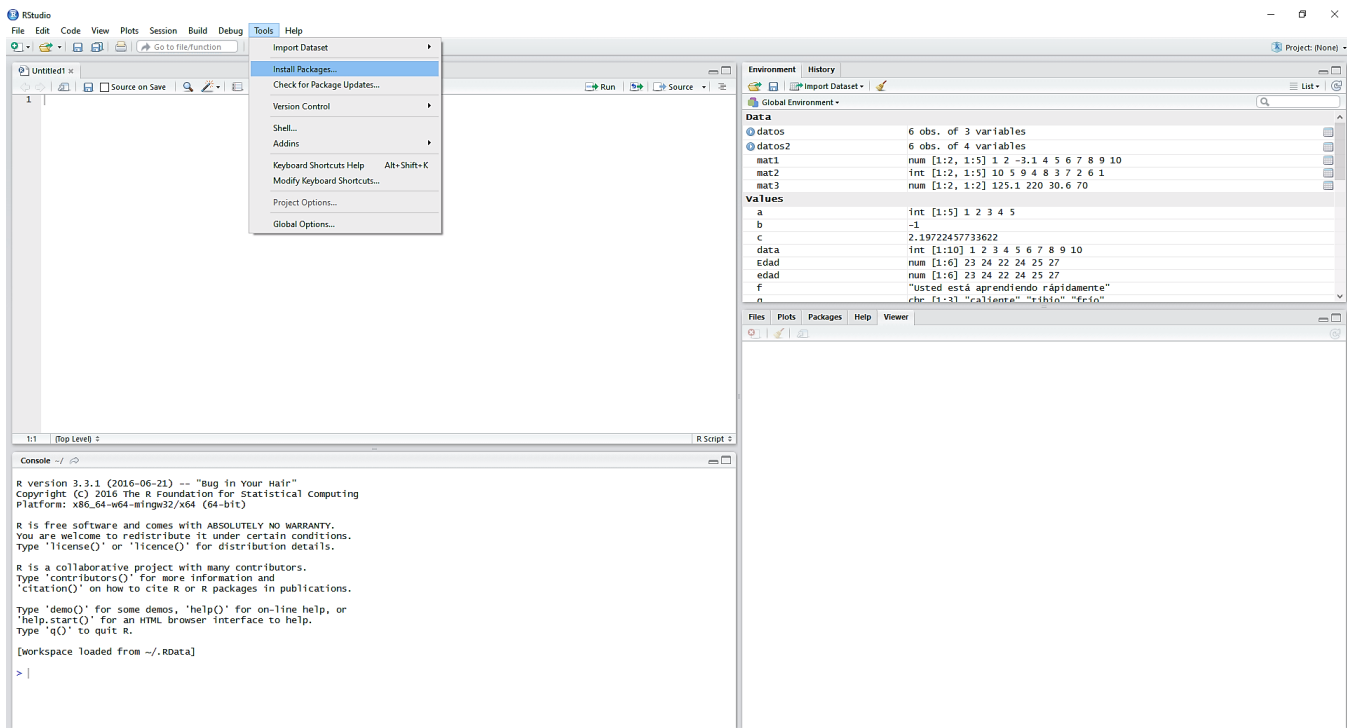 RStudio
File Edit Code View Plots Session Build Debug Tools Help
Go to file/function
Project: (None)
Import Dataset
Install Packages...
Check for Package Updates...
Version Control
Shell...
Addins
Keyboard Shortcuts Help Alt+Shift+K
Modify Keyboard Shortcuts...
Project Options...
Global Options...
Untitled1
Source on Save
Run
Source
1
1:1 (Top Level)
R Script
Console ~/
R version 3.3.1 (2016-06-21) -- "Bug in Your Hair"
Copyright (C) 2016 The R Foundation for Statistical Computing
Platform: x86_64-w64-mingw32/x64 (64-bit)
R is free software and comes with ABSOLUTELY NO WARRANTY.
You are welcome to redistribute it under certain conditions.
Type 'license()' or 'licence()' for distribution details.
R is a collaborative project with many contributors.
Type 'contributors()' for more information and
'citation()' on how to cite R or R packages in publications.
Type 'demo()' for some demos, 'help()' for on-line help, or
'help.start()' for an HTML browser interface to help.
Type 'q()' to quit R.
[Workspace loaded from ~/.RData]
>
Environment History
Import Dataset
List
Global Environment
Data
datos 6 obs. of 3 variables
datos2 6 obs. of 4 variables
mat1 num [1:2, 1:5] 1 2 -3.1 4 5 6 7 8 9 10
mat2 int [1:2, 1:5] 10 5 9 4 8 3 7 2 6 1
mat3 num [1:2, 1:2] 125.1 220 30.6 70
Values
a int [1:5] 1 2 3 4 5
b -1
c 2.19722457733622
data int [1:10] 1 2 3 4 5 6 7 8 9 10
Edad num [1:6] 23 24 22 24 25 27
edad num [1:6] 23 24 22 24 25 27
f "Usted está aprendiendo rápidamente"
chr [1:3] "caliente" "tibio" "frío"
Files Plots Packages Help Viewer